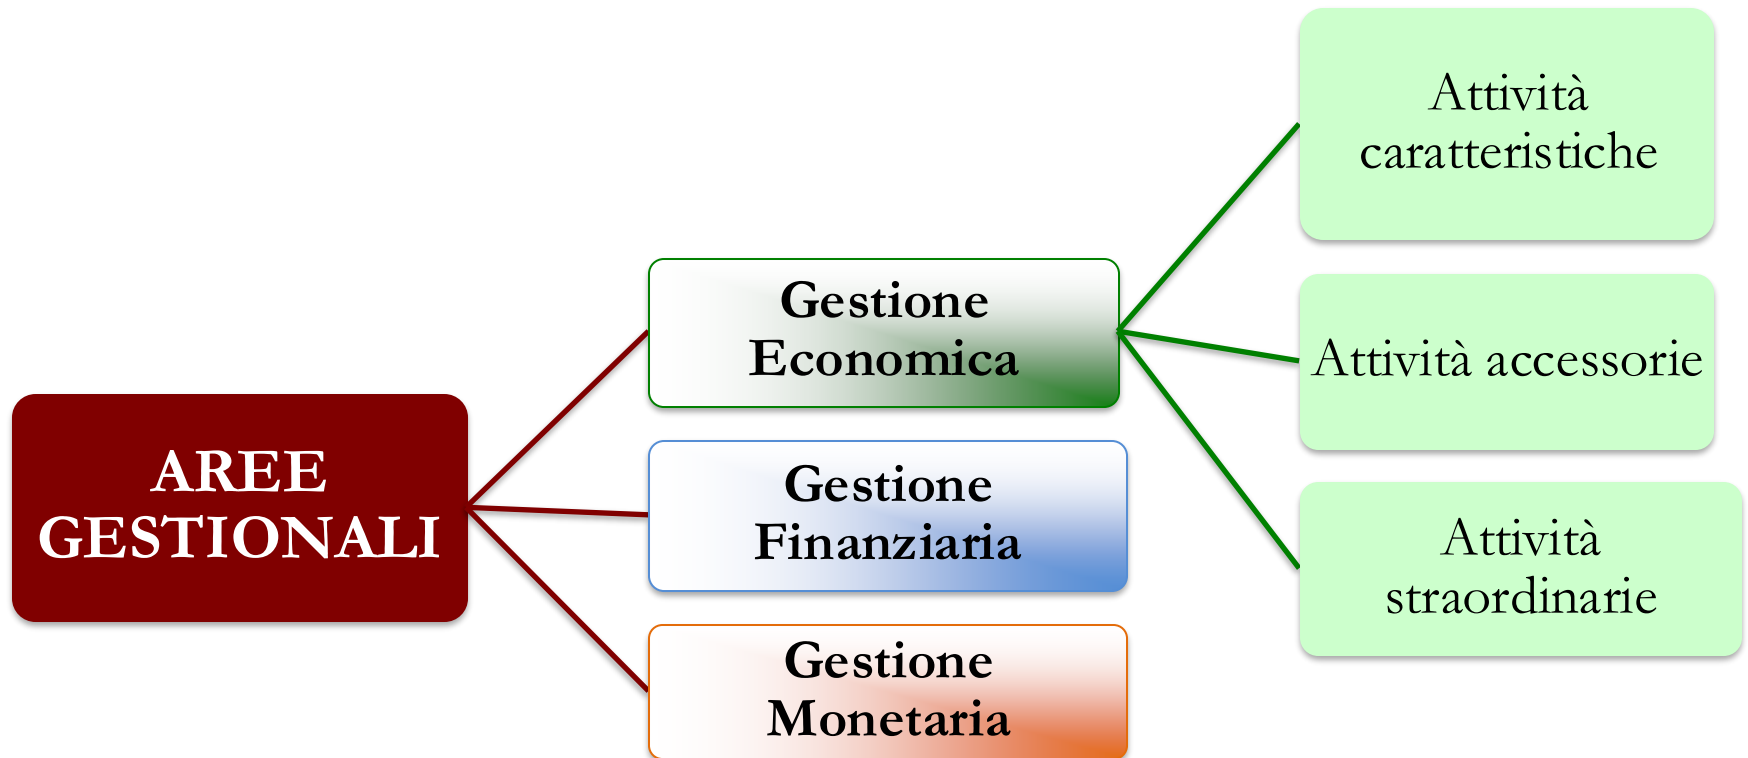 AREE
GESTIONALI
Gestione
Economica
Gestione
Finanziaria
Gestione
Monetaria
Attività
caratteristiche
Attività accessorie
Attività
straordinarie